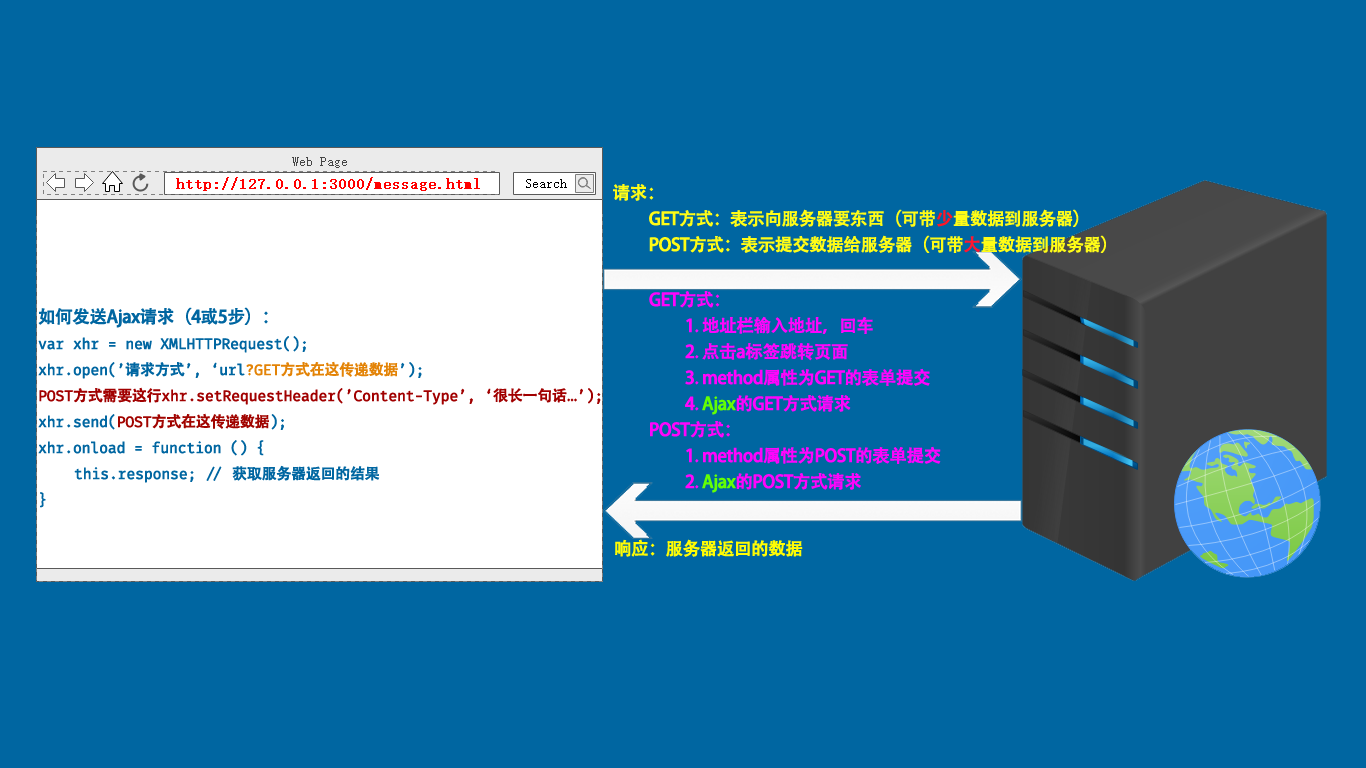 Web Page
http://127.0.0.1:3000/message.html
Search
如何发送Ajax请求（4或5步）：
var xhr = new XMLHTTPRequest();
xhr.open('请求方式', ‘url?GET方式在这传递数据’);
POST方式需要这行xhr.setRequestHeader('Content-Type’, ‘很长一句话…’);
xhr.send(POST方式在这传递数据);
xhr.onload = function () {
this.response; // 获取服务器返回的结果
}
请求：
GET方式：表示向服务器要东西（可带少量数据到服务器）
POST方式：表示提交数据给服务器（可带大量数据到服务器）
GET方式：
1. 地址栏输入地址，回车
2. 点击a标签跳转页面
3. method属性为GET的表单提交
4. Ajax的GET方式请求
POST方式：
1. method属性为POST的表单提交
2. Ajax的POST方式请求
响应：服务器返回的数据